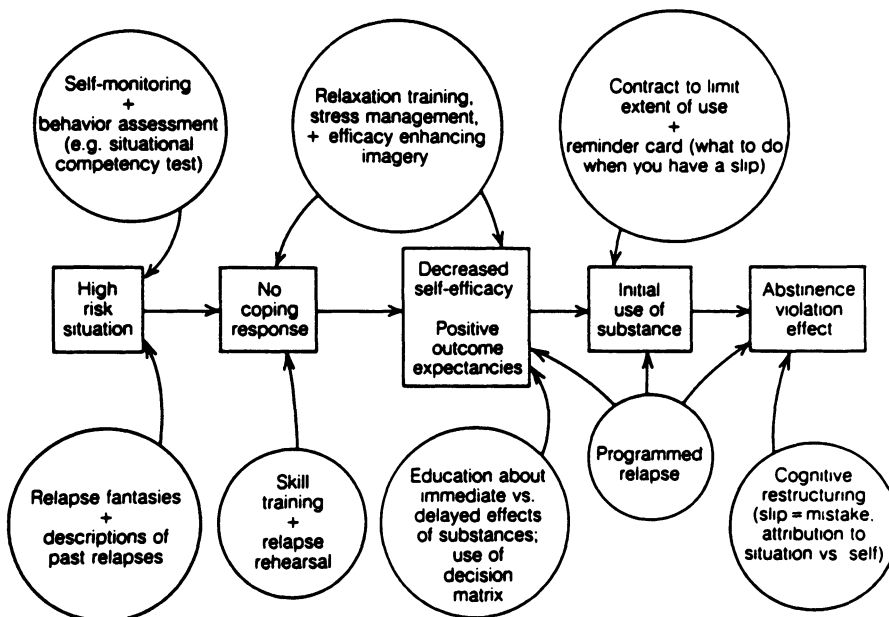 Self-monitoring
+
behavior assessment
(e.g. situational
competency test)
Relaxation training,
stress management,
+ efficacy enhancing
imagery
Contract to limit
extent of use
+
reminder card (what to do
when you have a slip)
High
risk
situation
No
coping
response
Decreased
self-efficacy
Positive
outcome
expectancies
Initial
use of
substance
Abstinence
violation
effect
Relapse fantasies
+
descriptions of
past relapses
Skill
training
+
relapse
rehearsal
Education about
immediate vs.
delayed effects
of substances;
use of
decision
matrix
Programmed
relapse
Cognitive
restructuring
(slip = mistake.
attribution to
situation vs self)